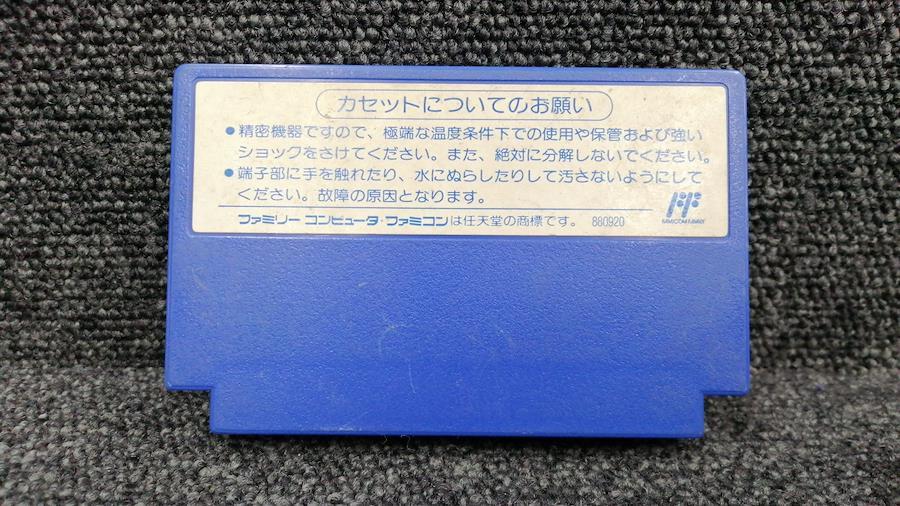 カセットについてのお願い
●精密機器ですので、極端な温度条件下での使用や保管および強い
ショックをさけてください。また、絶対に分解しないでください。
●端子部に手を触れたり、水にぬらしたりして汚さないようにして
ください。故障の原因となります。
FAMICOM FAMILY
ファミリー コンピュータ・ファミコンは任天堂の商標です。 880920